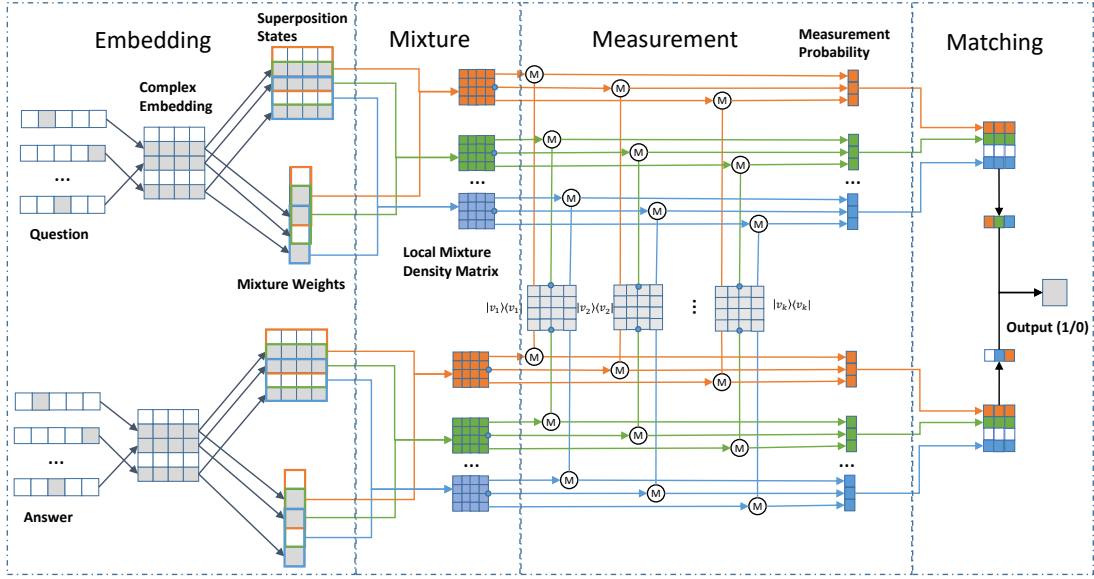 Embedding
Superposition
States
Mixture
Measurement
Measurement
Probability
Matching
Complex
Embedding
M
M
M
...
M
M
M
...
...
M
M
M
Question
Local Mixture
Density Matrix
Mixture Weights
|v₁⟩⟨v₁|
|v₂⟩⟨v₂|
...
|vₖ⟩⟨vₖ|
Output (1/0)
M
M
M
...
M
M
M
...
...
M
M
M
Answer